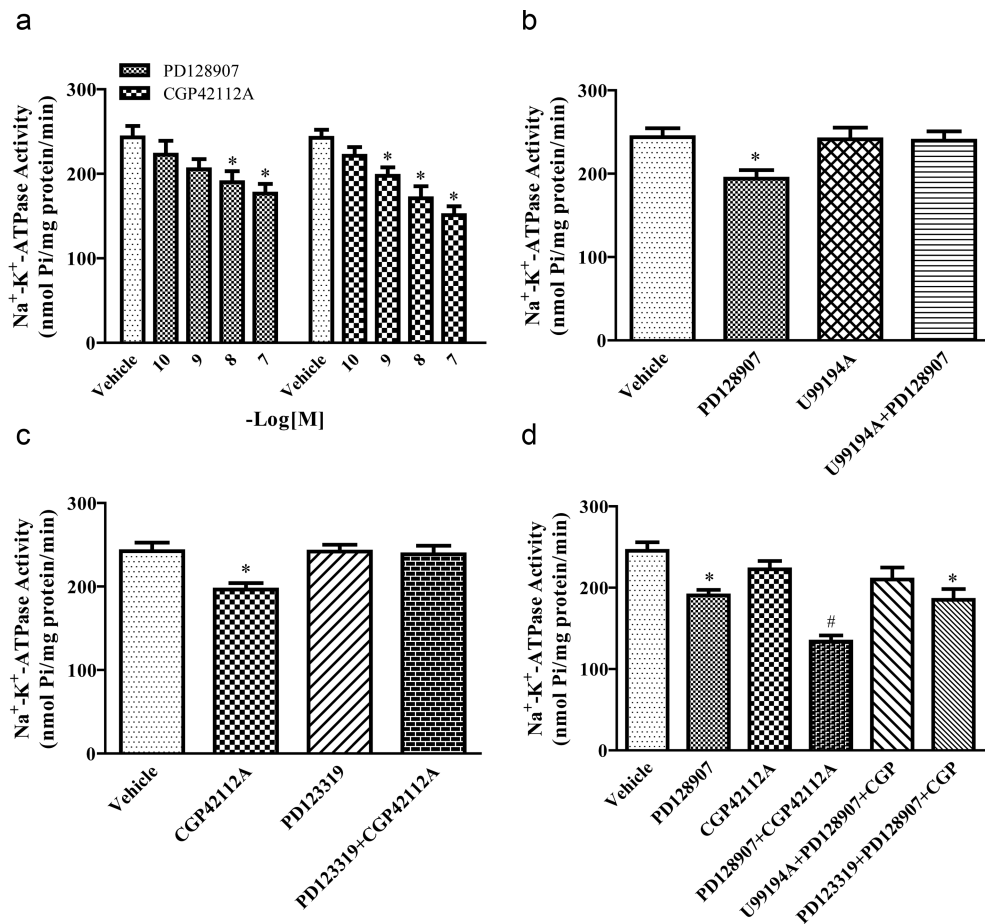 a
PD128907
CGP42112A
Na⁺-K⁺-ATPase Activity
(nmol Pi/mg protein/min)
300
200
100
0
* * * * *
Vehicle 10 9 8 7 Vehicle 10 9 8 7
-Log[M]
b
Na⁺-K⁺-ATPase Activity
(nmol Pi/mg protein/min)
300
200
100
0
*
Vehicle
PD128907
U99194A
U99194A+PD128907
c
Na⁺-K⁺-ATPase Activity
(nmol Pi/mg protein/min)
300
200
100
0
*
Vehicle
CGP42112A
PD123319
PD123319+CGP42112A
d
Na⁺-K⁺-ATPase Activity
(nmol Pi/mg protein/min)
300
200
100
0
* # *
Vehicle
PD128907
CGP42112A
PD128907+CGP42112A
U99194A+PD128907+CGP
PD123319+PD128907+CGP